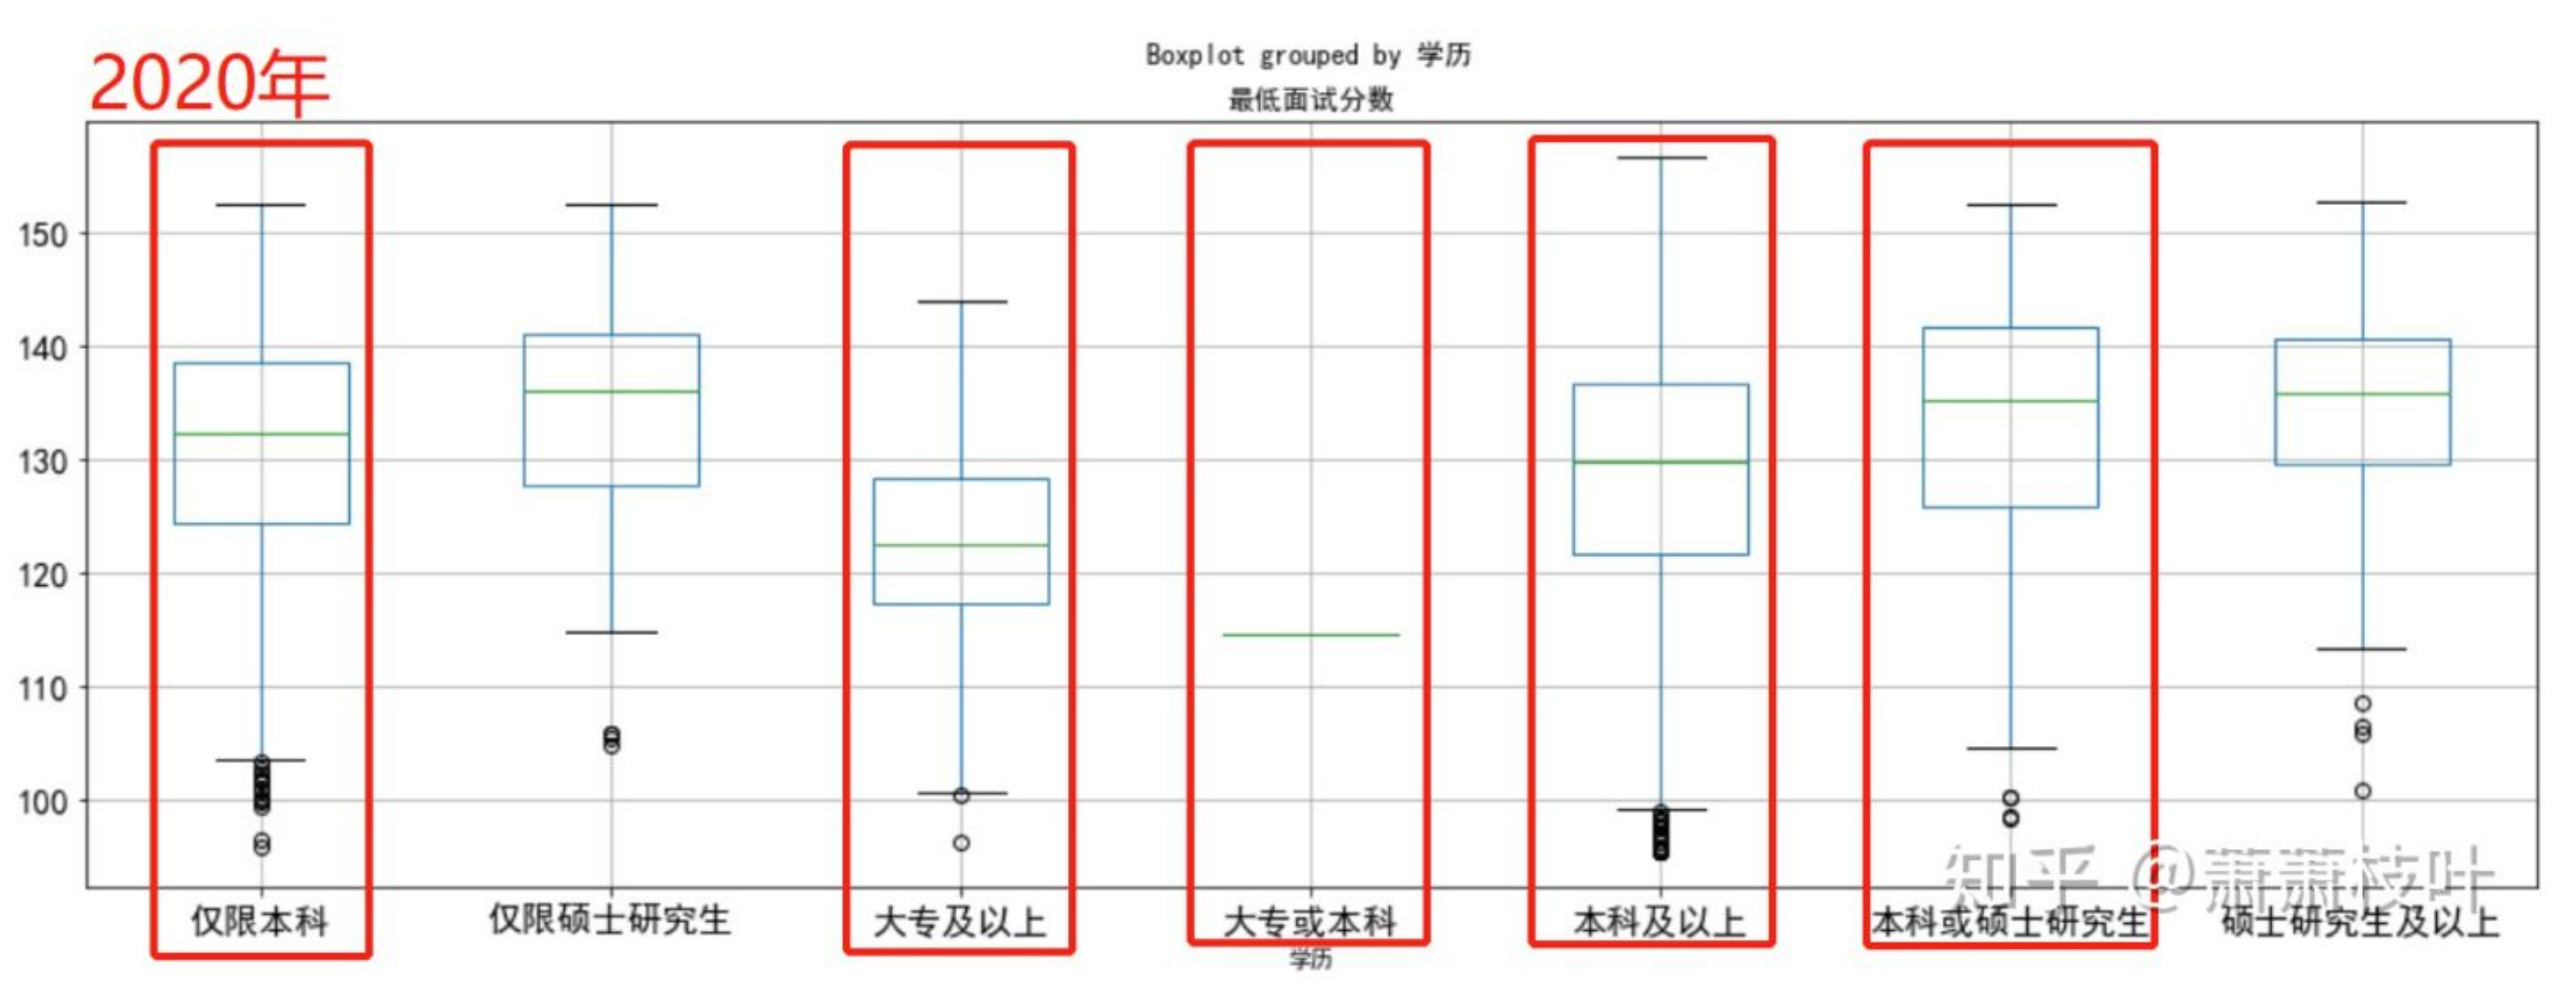 2020年
Boxplot grouped by 学历
最低面试分数
150
140
130
120
110
100
仅限本科 仅限硕士研究生 大专及以上 大专或本科 本科及以上 本科或硕士研究生 硕士研究生及以上
学历
知乎 @萧萧枝叶